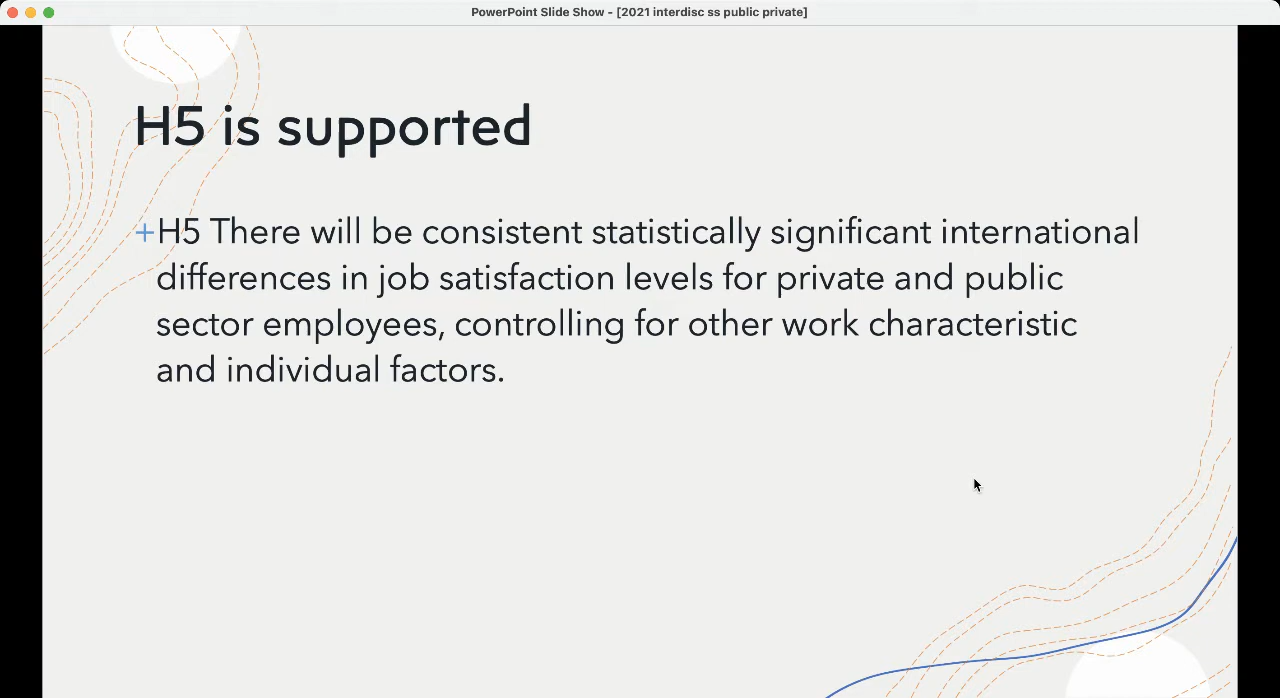 PowerPoint Slide Show - [2021 interdisc ss public private]
H5 is supported
+H5 There will be consistent statistically significant international
differences in job satisfaction levels for private and public
sector employees, controlling for other work characteristic
and individual factors.